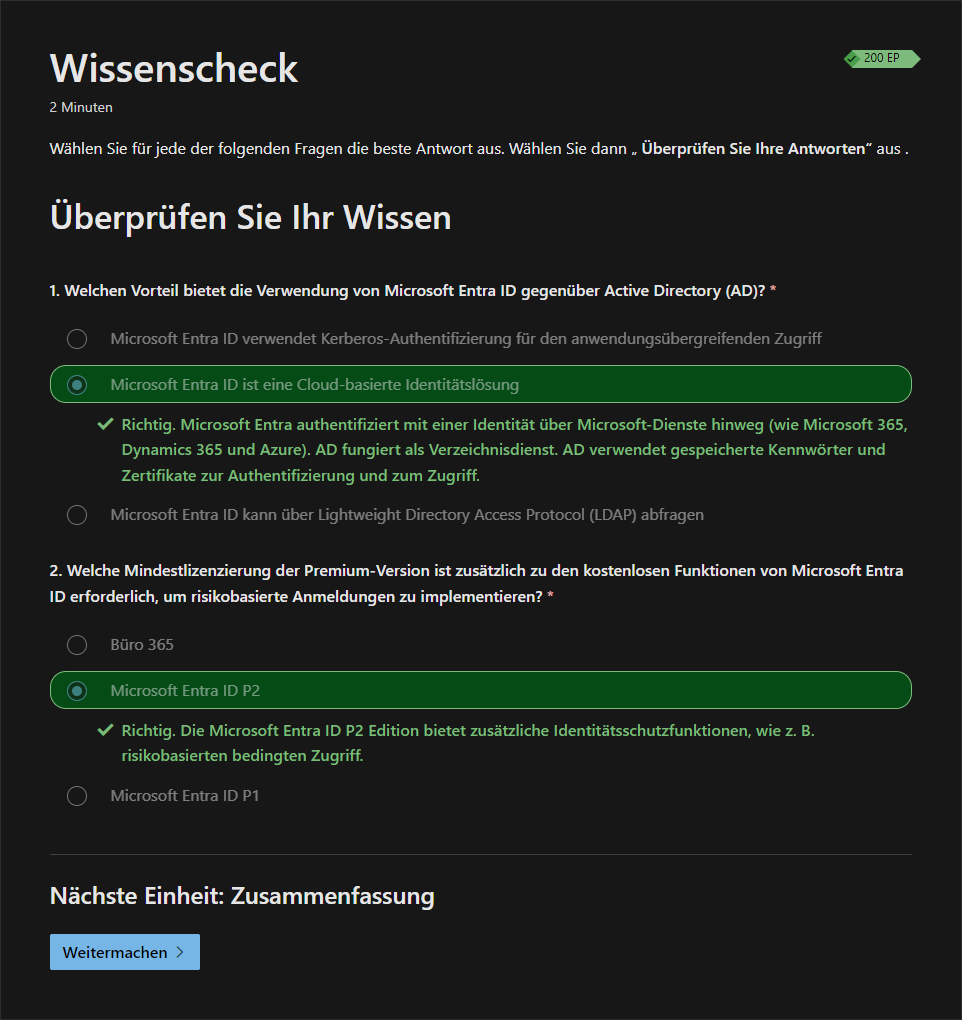 Wissenscheck
200 EP
2 Minuten
Wählen Sie für jede der folgenden Fragen die beste Antwort aus. Wählen Sie dann „ Überprüfen Sie Ihre Antworten“ aus .
Überprüfen Sie Ihr Wissen
1. Welchen Vorteil bietet die Verwendung von Microsoft Entra ID gegenüber Active Directory (AD)? *
Microsoft Entra ID verwendet Kerberos-Authentifizierung für den anwendungsübergreifenden Zugriff
Microsoft Entra ID ist eine Cloud-basierte Identitätslösung
Richtig. Microsoft Entra authentifiziert mit einer Identität über Microsoft-Dienste hinweg (wie Microsoft 365,
Dynamics 365 und Azure). AD fungiert als Verzeichnisdienst. AD verwendet gespeicherte Kennwörter und
Zertifikate zur Authentifizierung und zum Zugriff.
Microsoft Entra ID kann über Lightweight Directory Access Protocol (LDAP) abfragen
2. Welche Mindestlizenzierung der Premium-Version ist zusätzlich zu den kostenlosen Funktionen von Microsoft Entra
ID erforderlich, um risikobasierte Anmeldungen zu implementieren? *
Büro 365
Microsoft Entra ID P2
Richtig. Die Microsoft Entra ID P2 Edition bietet zusätzliche Identitätsschutzfunktionen, wie z. B.
risikobasierten bedingten Zugriff.
Microsoft Entra ID P1
Nächste Einheit: Zusammenfassung
Weitermachen